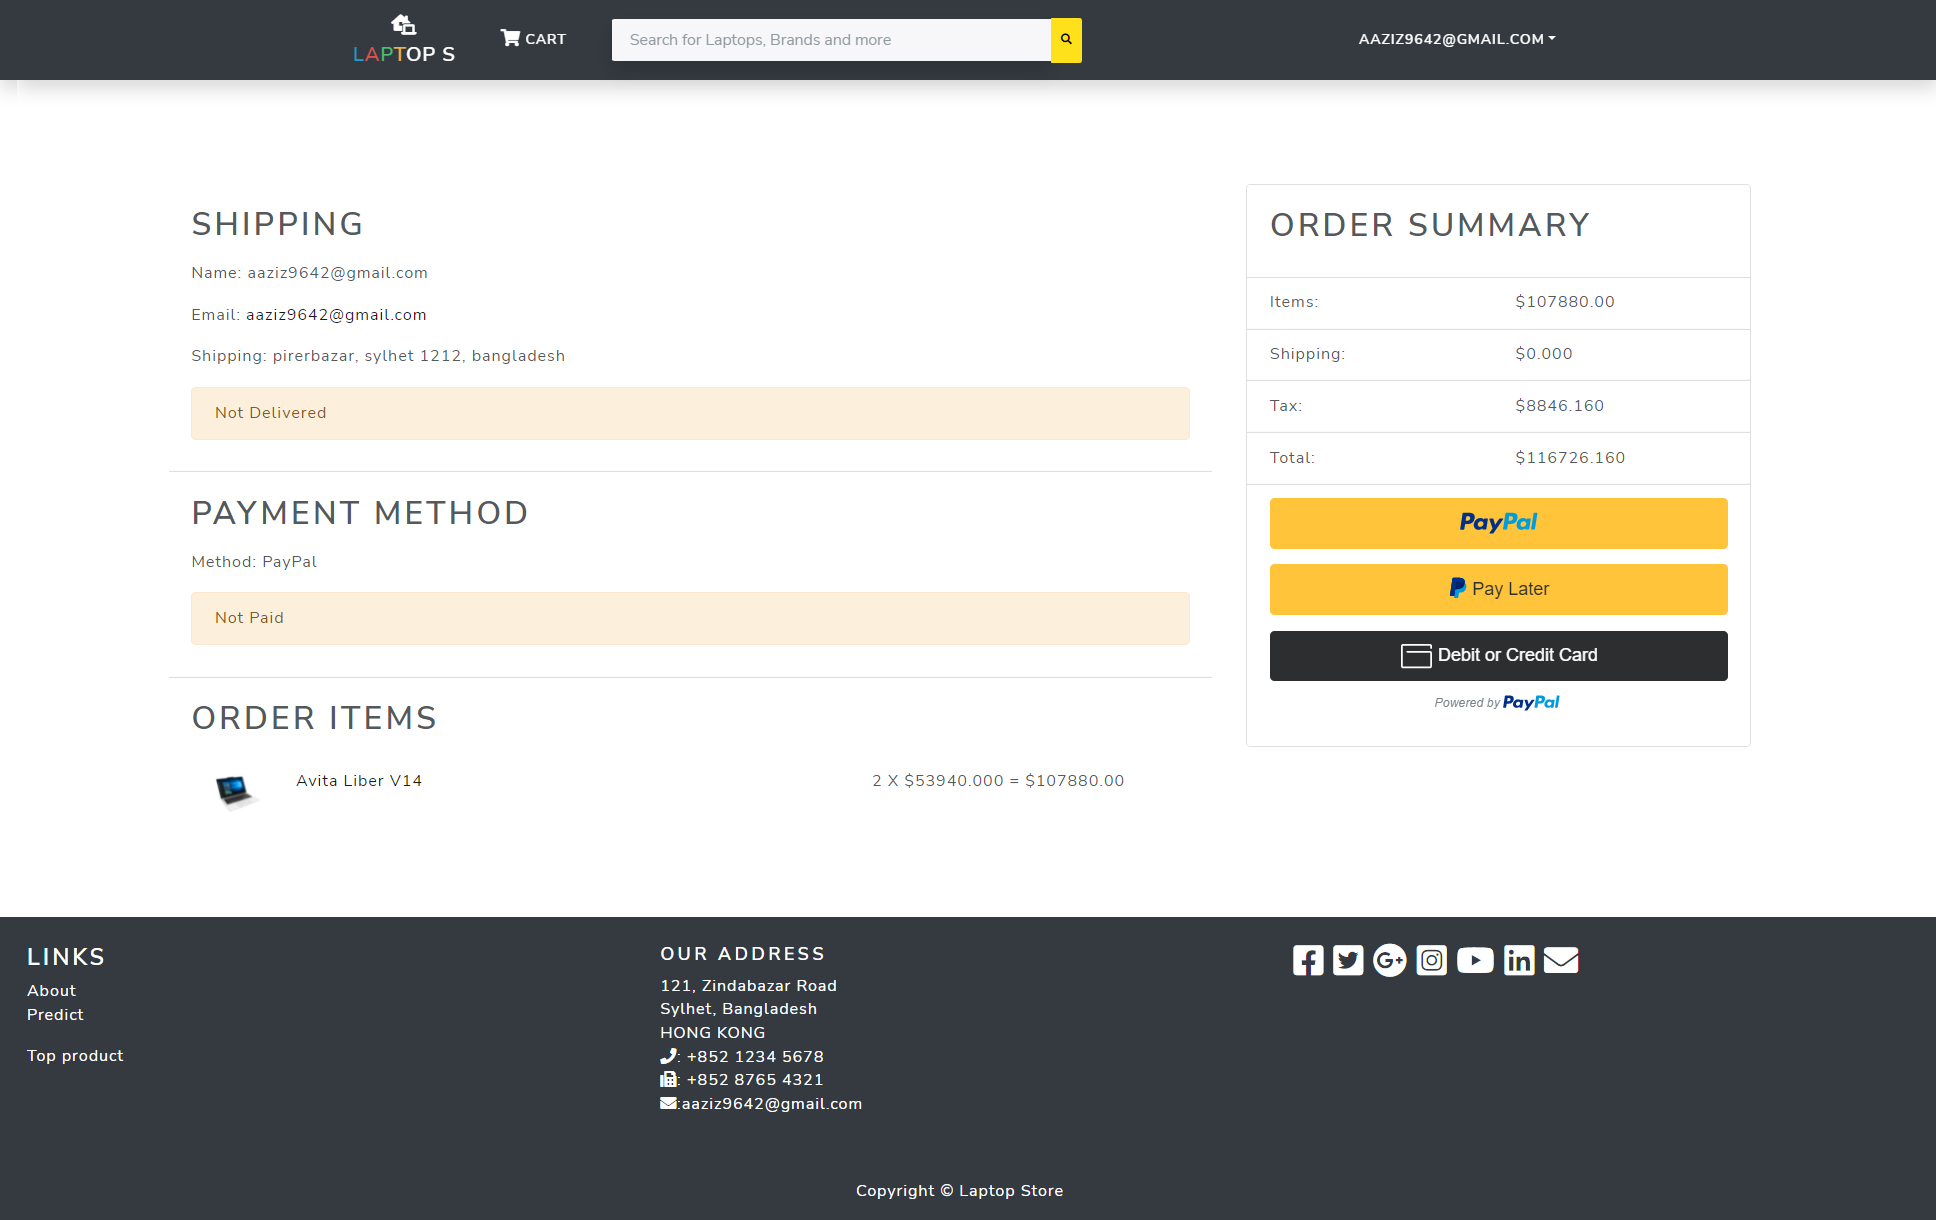 LAPTOP S
CART
Search for Laptops, Brands and more
AAZIZ9642@GMAIL.COM
SHIPPING
Name: aaziz9642@gmail.com
Email: aaziz9642@gmail.com
Shipping: pirerbazar, sylhet 1212, bangladesh
Not Delivered
PAYMENT METHOD
Method: PayPal
Not Paid
ORDER ITEMS
Avita Liber V14
2 X $53940.000 = $107880.00
ORDER SUMMARY
Items: $107880.00
Shipping: $0.000
Tax: $8846.160
Total: $116726.160
PayPal
Pay Later
Debit or Credit Card
Powered by PayPal
LINKS
About
Predict
Top product
OUR ADDRESS
121, Zindabazar Road
Sylhet, Bangladesh
HONG KONG
: +852 1234 5678
: +852 8765 4321
:aaziz9642@gmail.com
Copyright © Laptop Store